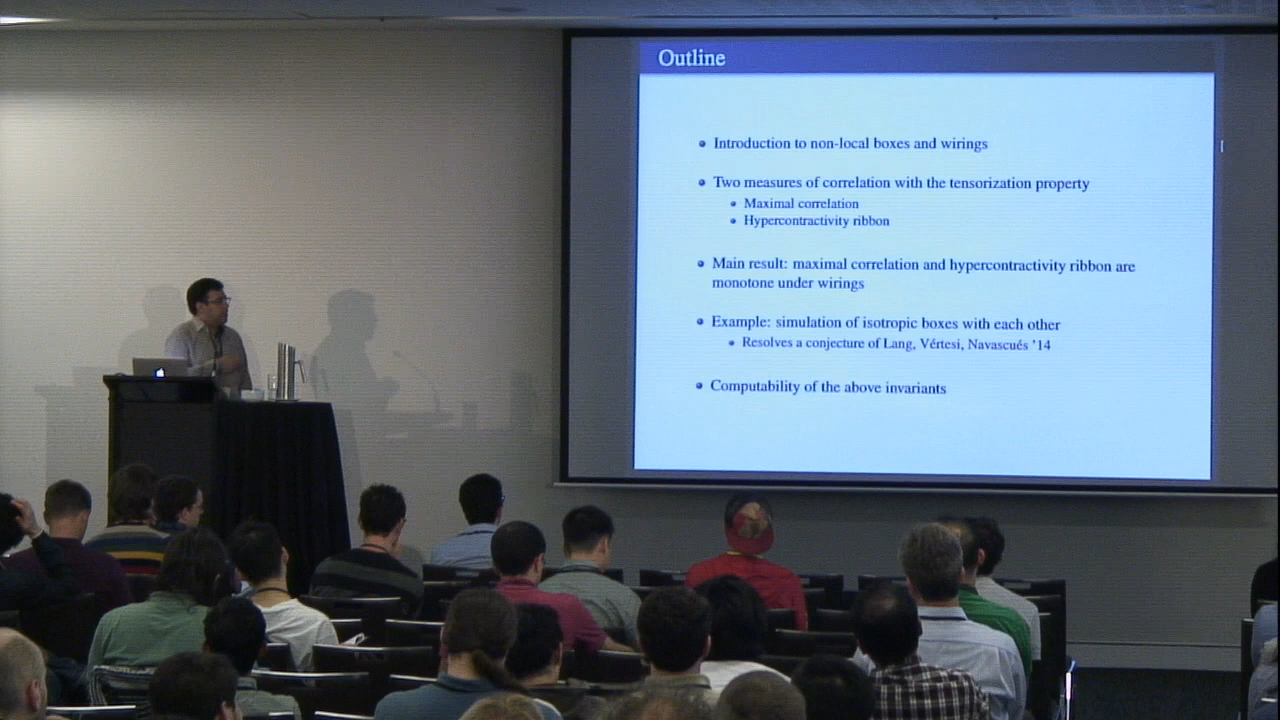 Outline
Introduction to non-local boxes and wirings
Two measures of correlation with the tensorization property
Maximal correlation
Hypercontractivity ribbon
Main result: maximal correlation and hypercontractivity ribbon are
monotone under wirings
Example: simulation of isotropic boxes with each other
Resolves a conjecture of Lang, Vértesi, Navascués '14
Computability of the above invariants